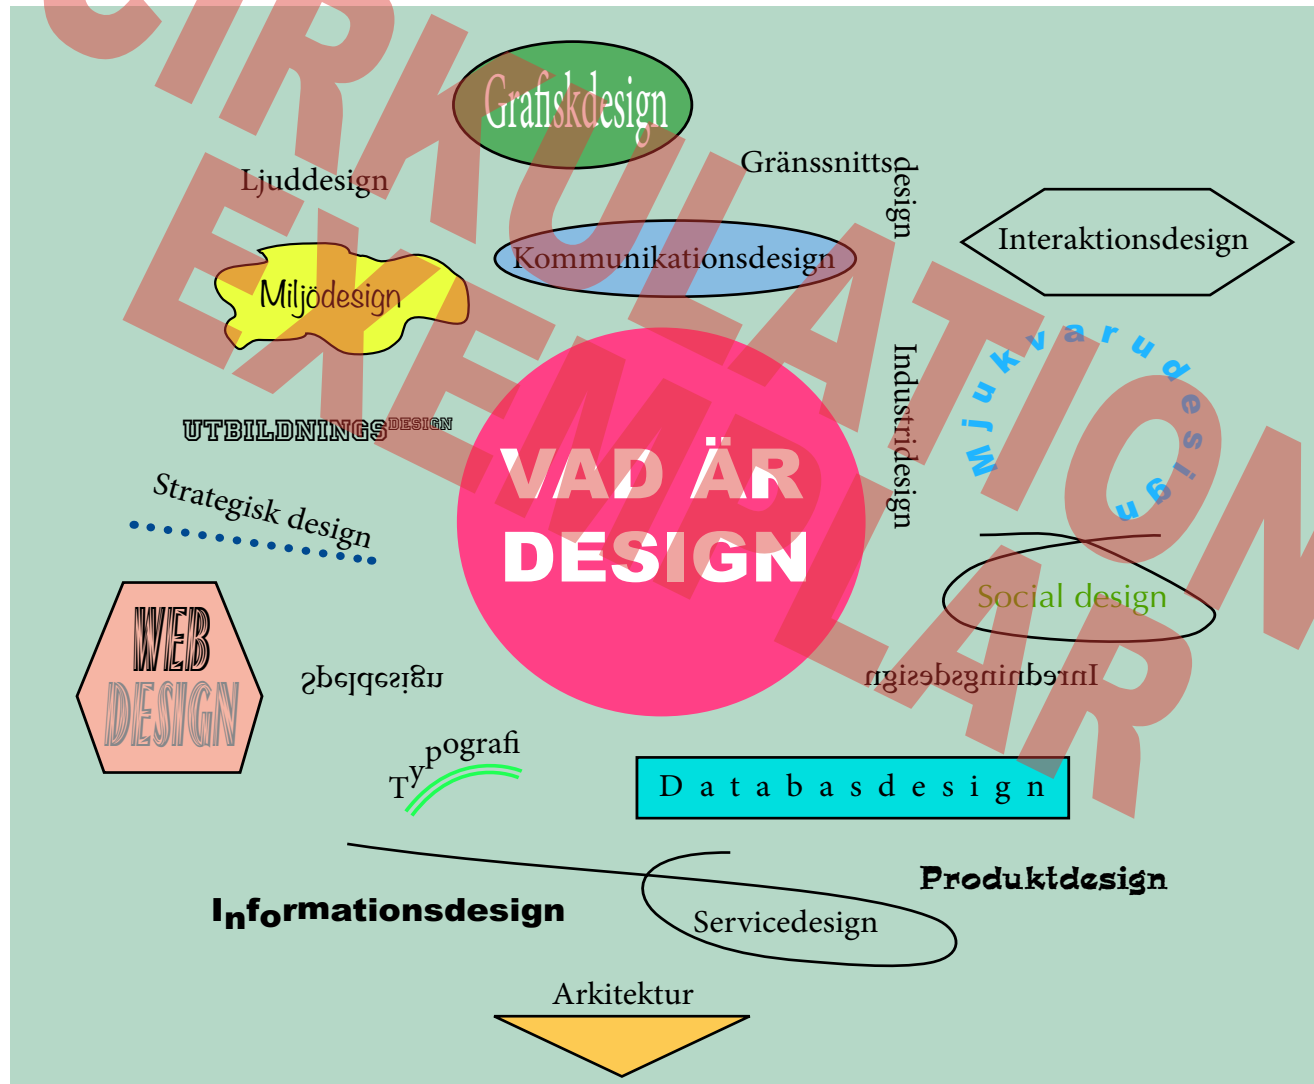 CIRKULATION
EXEMPLAR
Grafiskdesign
Ljuddesign
Gränssnittsdesign
Interaktionsdesign
Kommunikationsdesign
Miljödesign
Mjukvarudesign
Industridesign
UTBILDNINGSDESIGN
VAD ÄR
DESIGN
Strategisk design
Social design
WEB
DESIGN
Speldesign
Inredningsdesign
Typografi
Databasdesign
Produktdesign
Informationsdesign
Servicedesign
Arkitektur